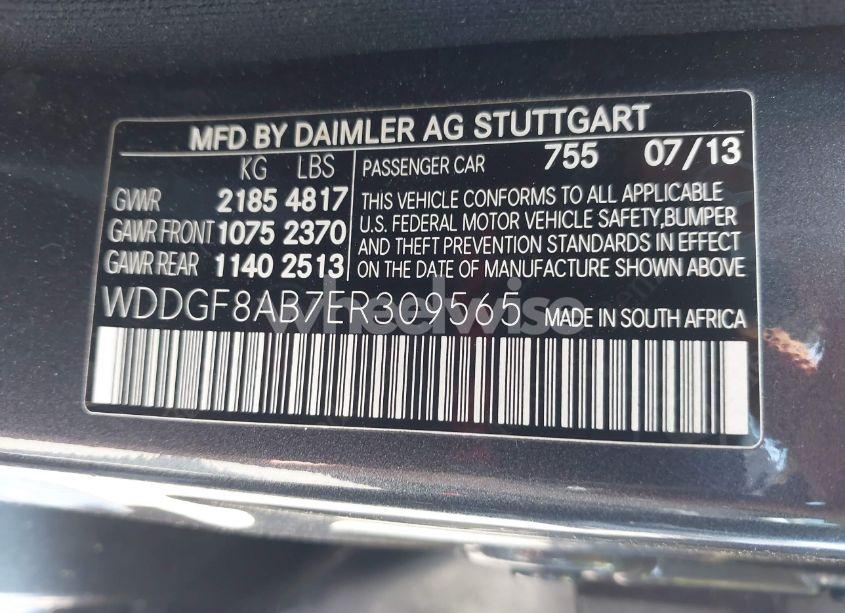 MFD BY DAIMLER AG STUTTGART
KG LBS
GVWR 2185 4817
GAWR FRONT 1075 2370
GAWR REAR 1140 2513
PASSENGER CAR 755 07/13
THIS VEHICLE CONFORMS TO ALL APPLICABLE
U.S. FEDERAL MOTOR VEHICLE SAFETY,BUMPER
AND THEFT PREVENTION STANDARDS IN EFFECT
ON THE DATE OF MANUFACTURE SHOWN ABOVE
WDDGF8AB7ER309565 MADE IN SOUTH AFRICA
wheelwise